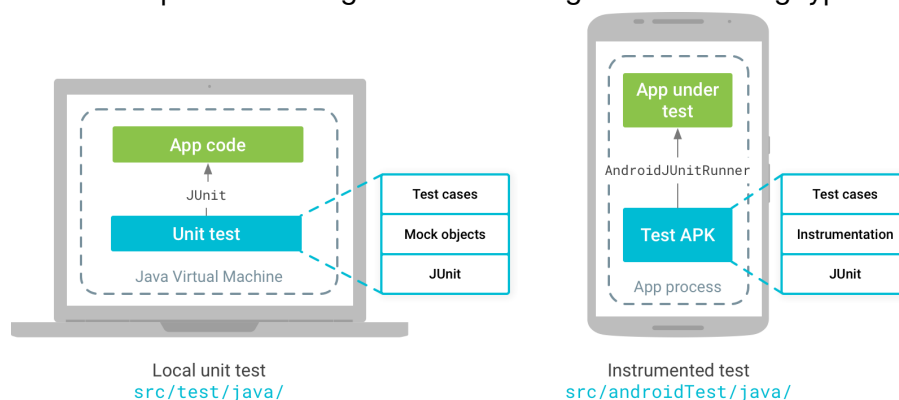 App code
JUnit
Unit test
Java Virtual Machine
Test cases
Mock objects
JUnit
Local unit test
src/test/java/
App under
test
AndroidJUnitRunner
Test APK
App process
Test cases
Instrumentation
JUnit
Instrumented test
src/androidTest/java/